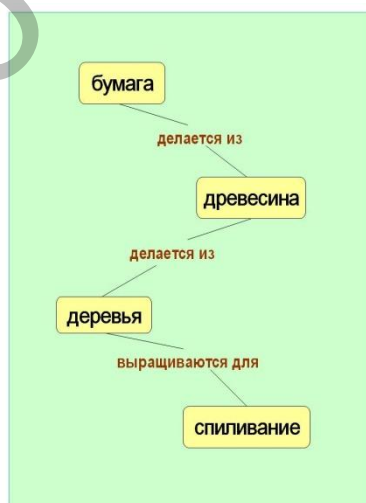 бумага
делается из
древесина
делается из
деревья
выращиваются для
спиливание